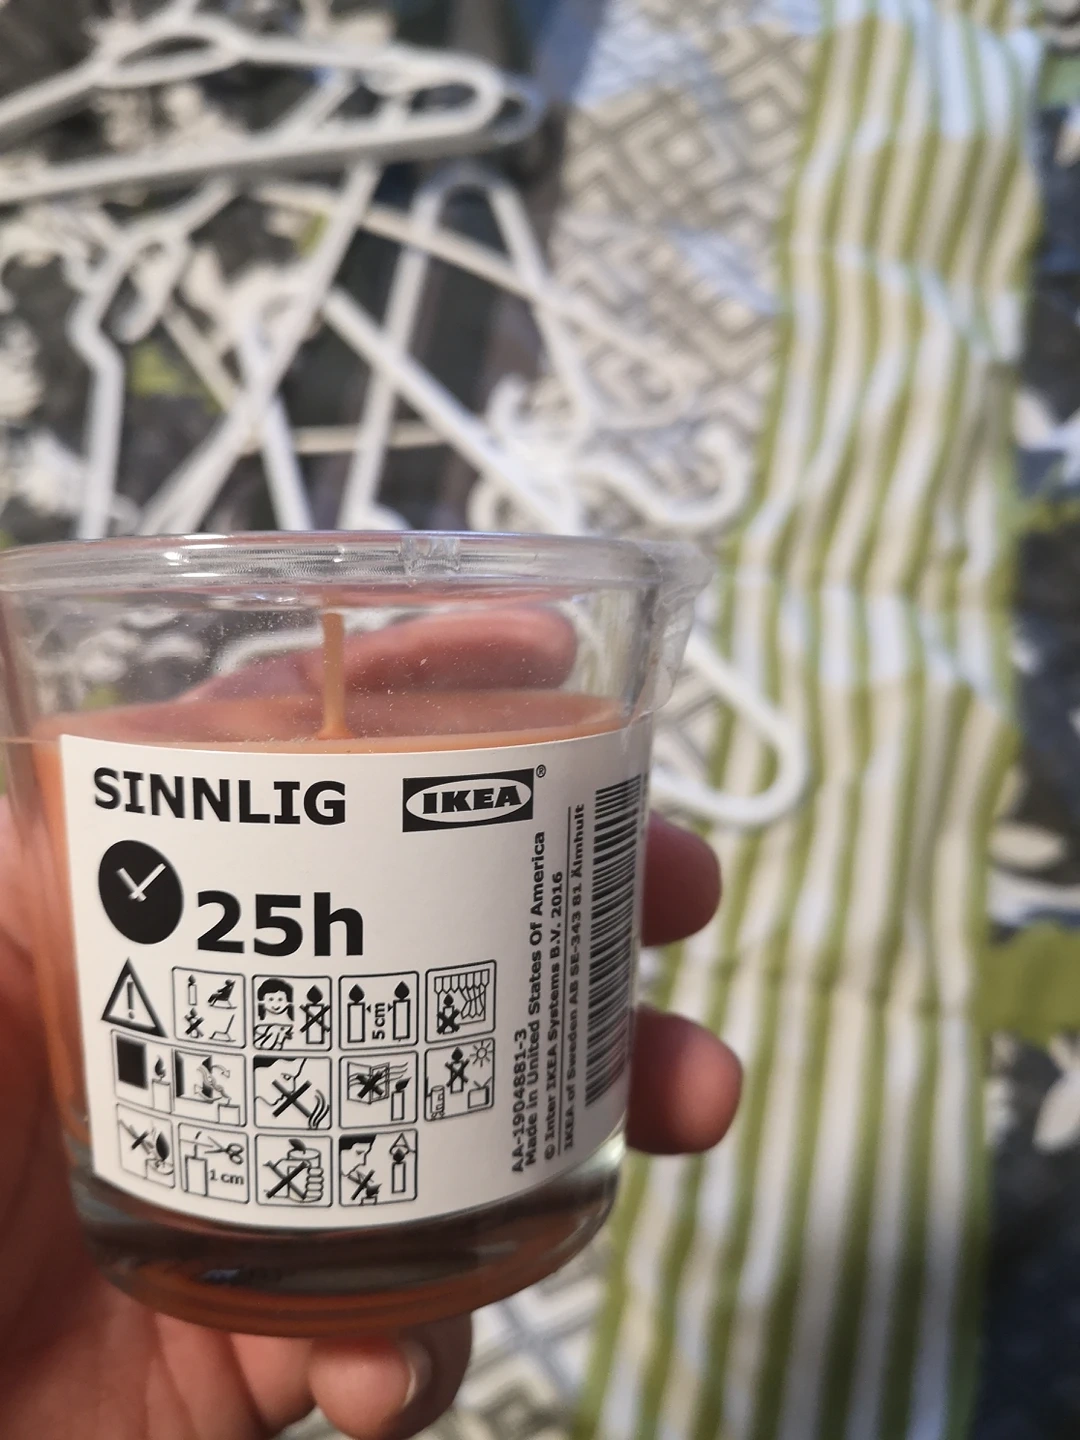 SINNLIG
IKEA®
25h
5 cm
1 cm
AA-1904881-3
Made in United States Of America
© Inter IKEA Systems B.V. 2016
IKEA of Sweden AB SE-343 81 Älmhult